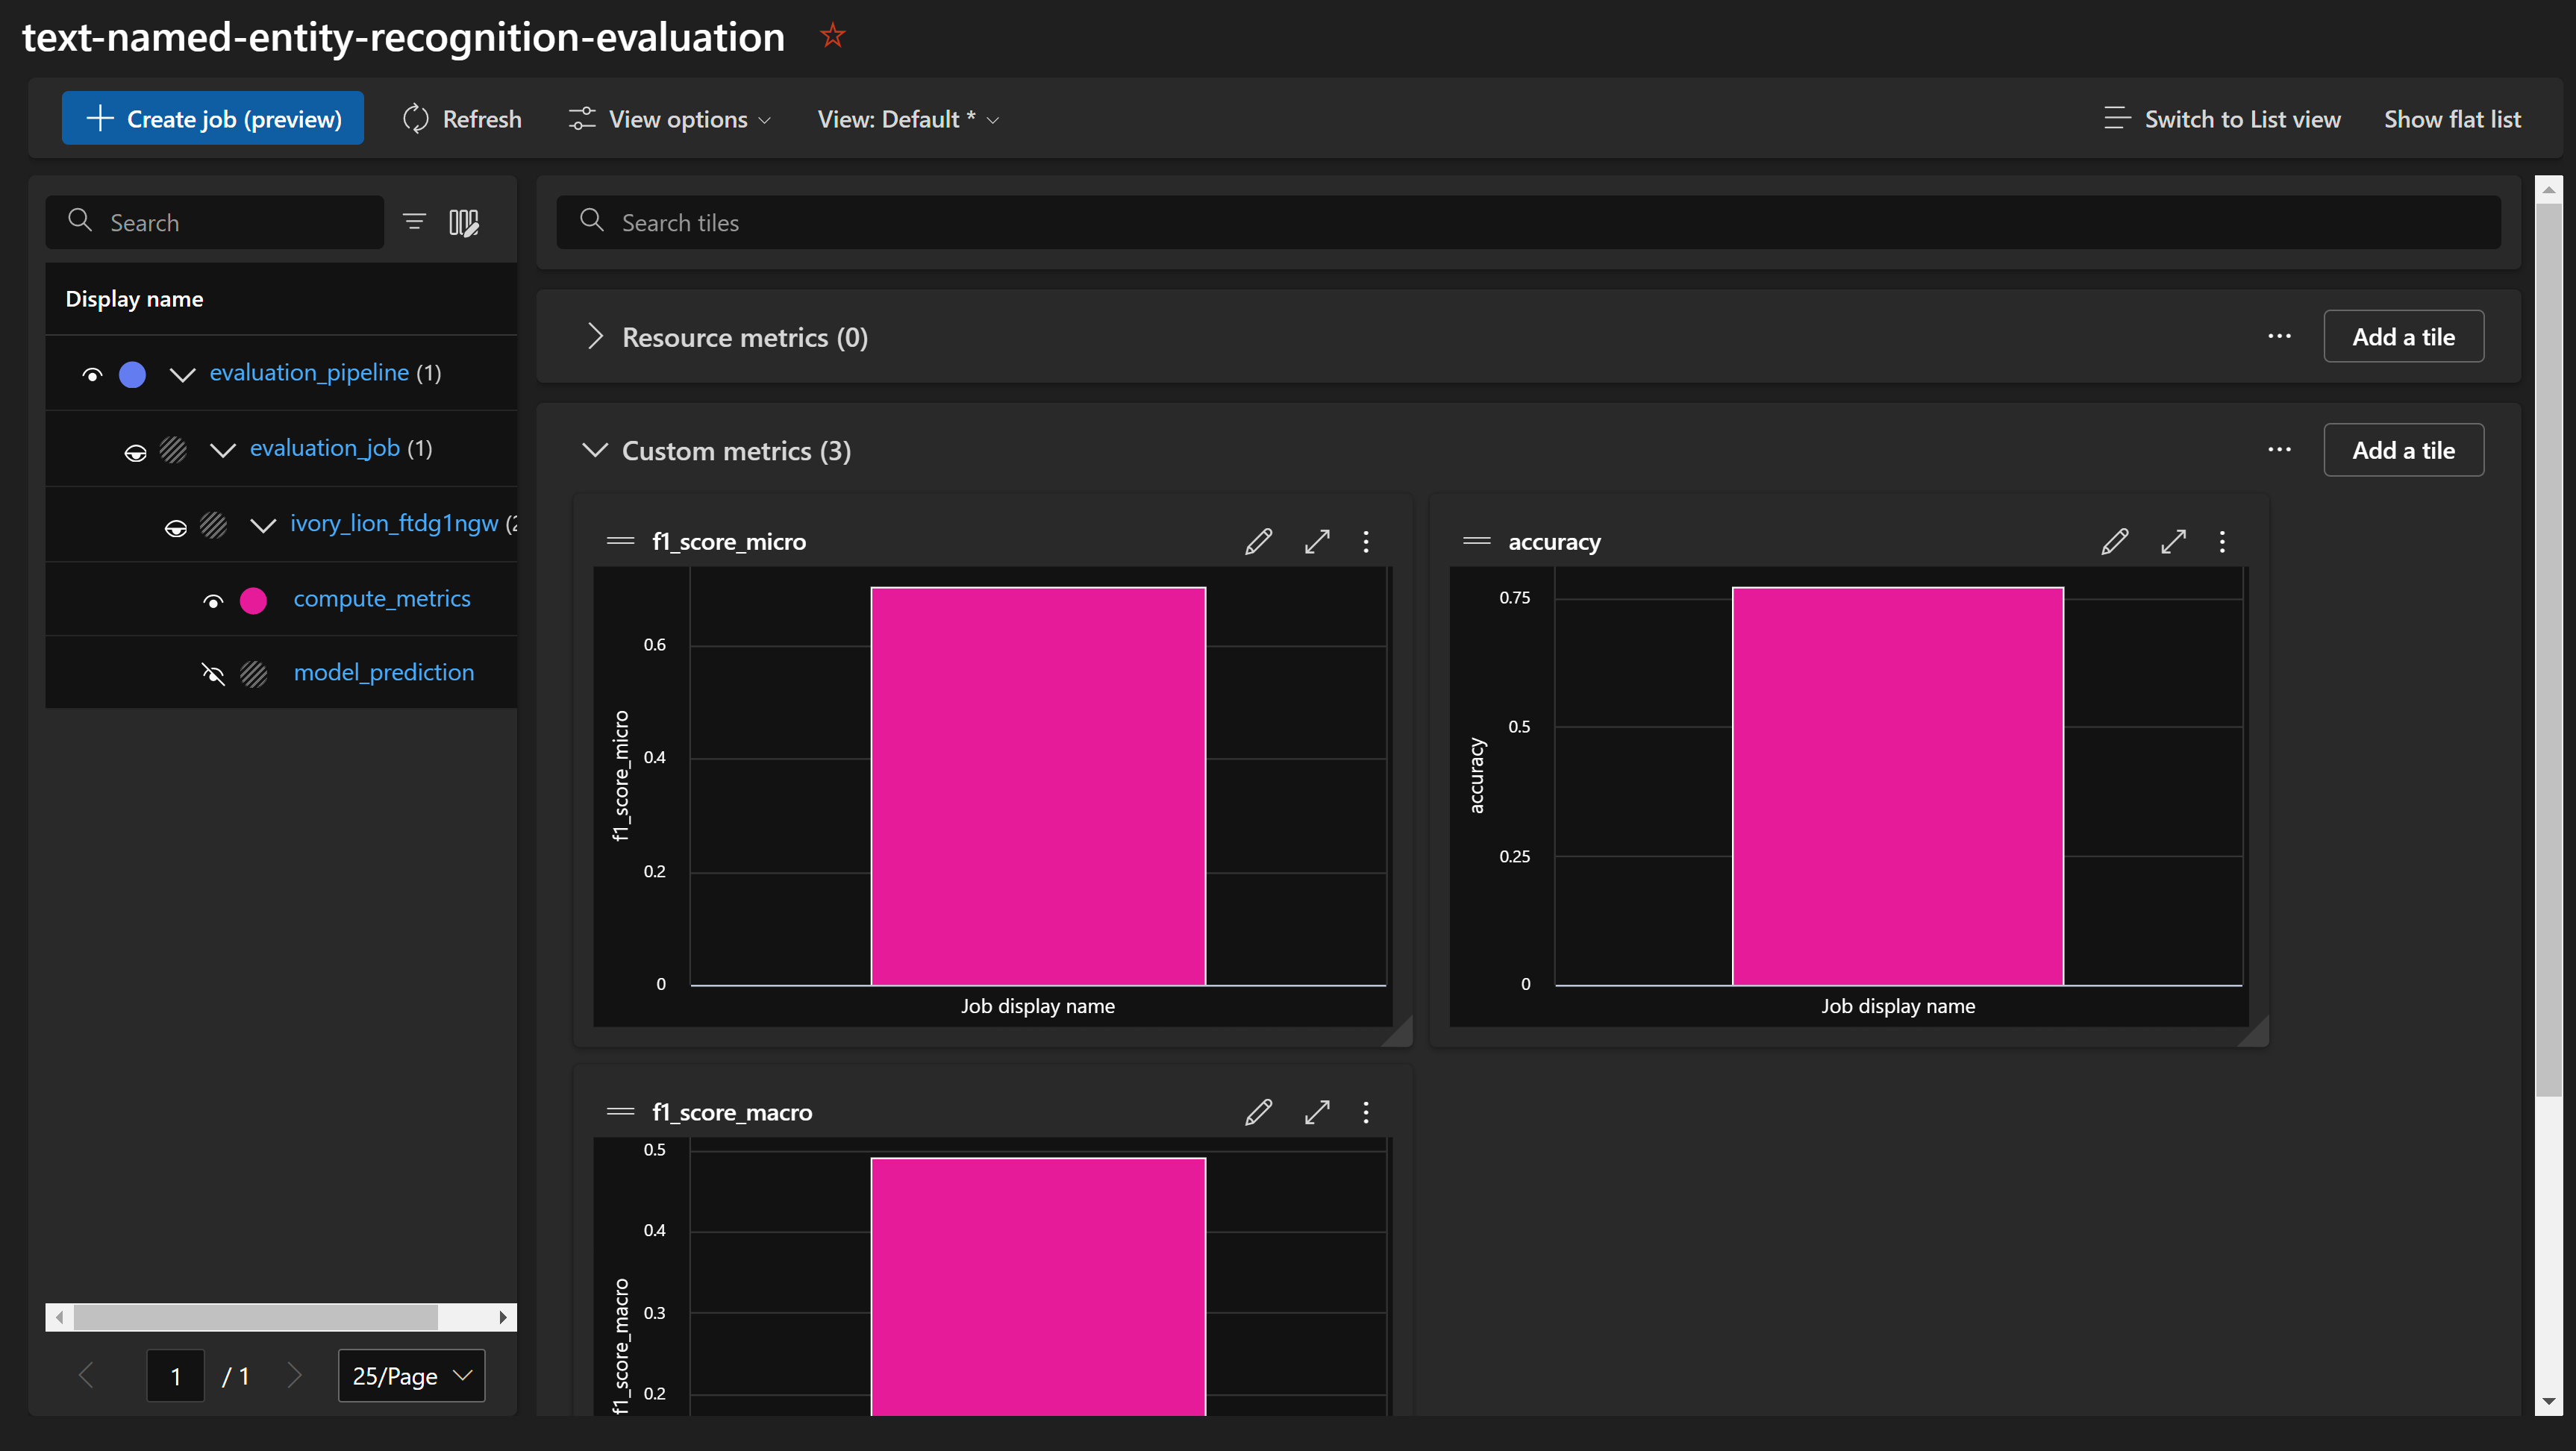 text-named-entity-recognition-evaluation
Create job (preview)
Refresh
View options
View: Default *
Switch to List view
Show flat list
Search
Display name
evaluation_pipeline (1)
evaluation_job (1)
ivory_lion_ftdg1ngw
compute_metrics
model_prediction
1 / 1
25/Page
Search tiles
Resource metrics (0)
Add a tile
Custom metrics (3)
Add a tile
f1_score_micro
0.6
0.4
0.2
0
f1_score_micro
Job display name
accuracy
0.75
0.5
0.25
0
accuracy
Job display name
f1_score_macro
0.5
0.4
0.3
0.2
f1_score_macro